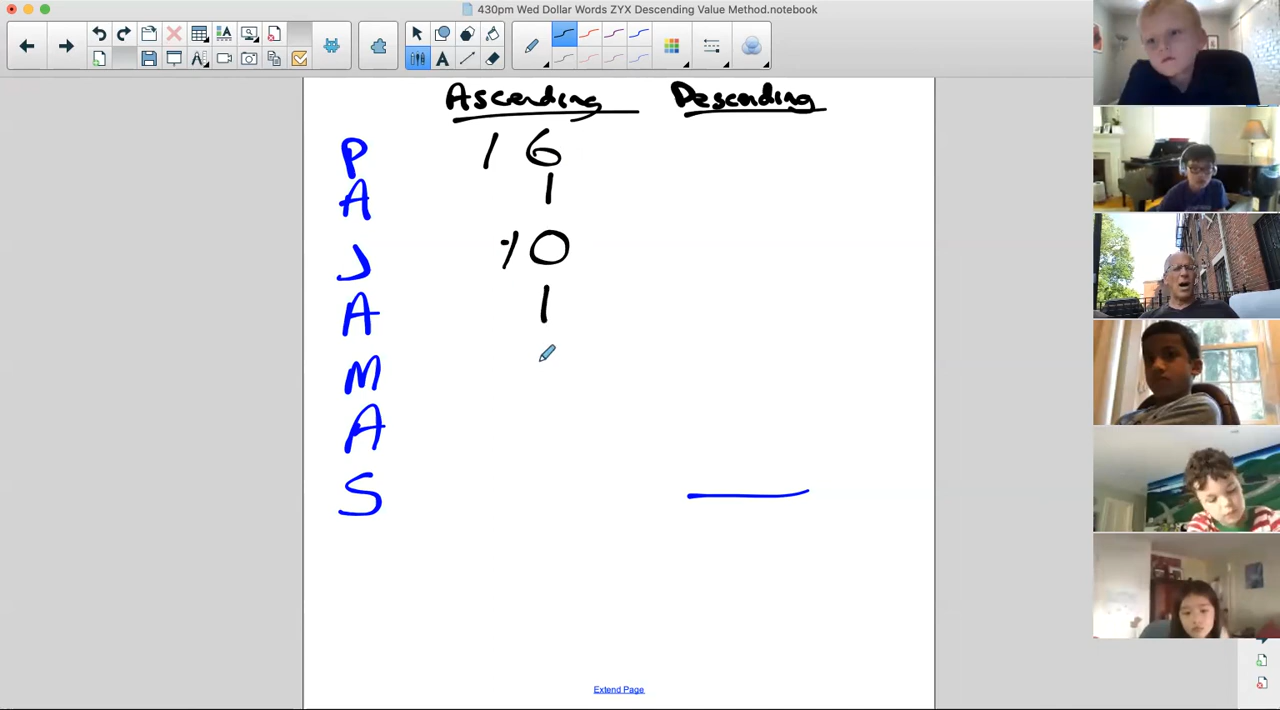 430pm Wed Dollar Words ZYX Descending Value Method.notebook
Ascending Descending
P 16
A 1
J 10
A 1
M
A
S
Extend Page